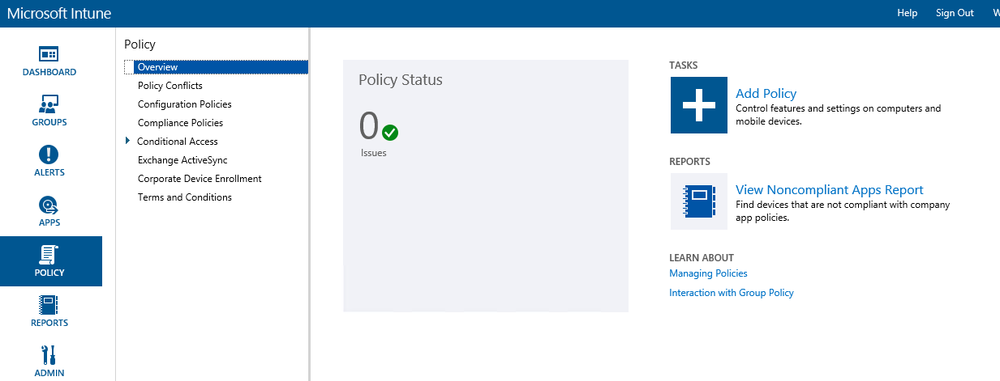 Microsoft Intune
Help
Sign Out
DASHBOARD
GROUPS
ALERTS
APPS
POLICY
REPORTS
ADMIN
Policy
Overview
Policy Conflicts
Configuration Policies
Compliance Policies
Conditional Access
Exchange ActiveSync
Corporate Device Enrollment
Terms and Conditions
Policy Status
0
Issues
TASKS
Add Policy
Control features and settings on computers and
mobile devices.
REPORTS
View Noncompliant Apps Report
Find devices that are not compliant with company
app policies.
LEARN ABOUT
Managing Policies
Interaction with Group Policy